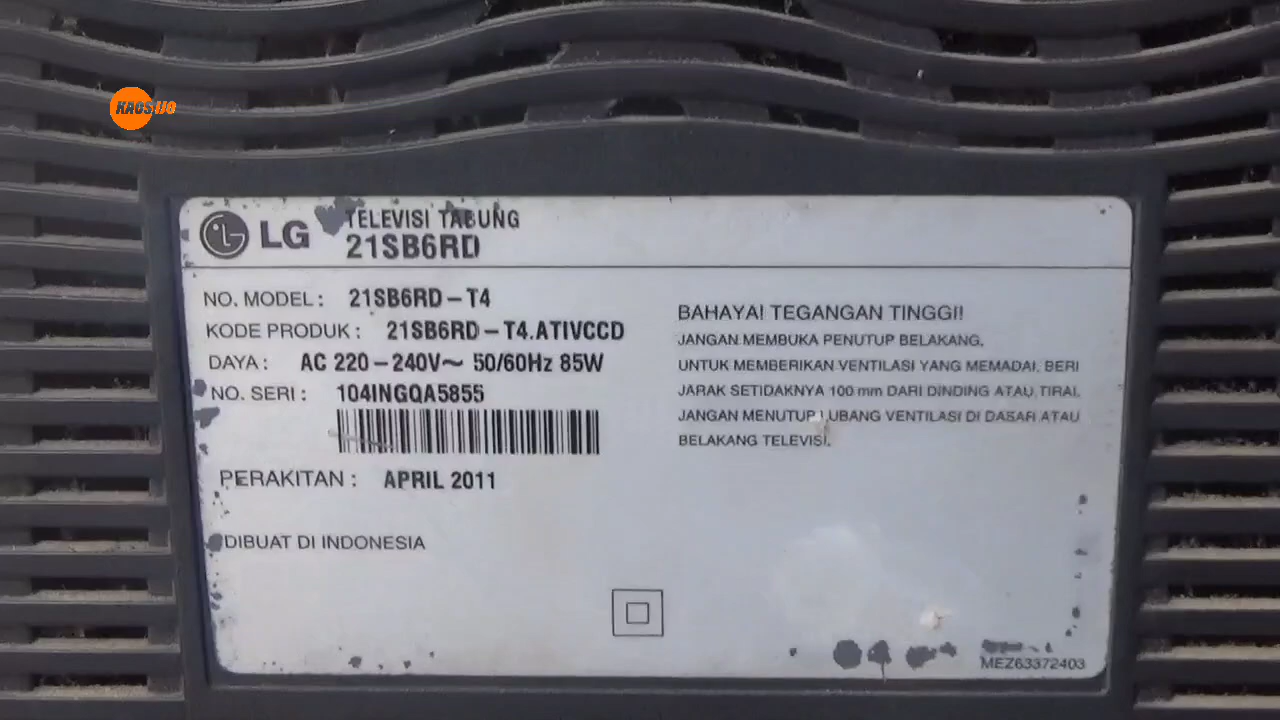 KAOSIJO
LG
TELEVISI TABUNG
21SB6RD
NO. MODEL : 21SB6RD-T4
KODE PRODUK : 21SB6RD-T4.ATIVCCD
DAYA : AC 220-240V~ 50/60Hz 85W
NO. SERI : 104INGQA5855
PERAKITAN : APRIL 2011
DIBUAT DI INDONESIA
BAHAYA! TEGANGAN TINGGI!
JANGAN MEMBUKA PENUTUP BELAKANG.
UNTUK MEMBERIKAN VENTILASI YANG MEMADAI, BERI
JARAK SETIDAKNYA 100 mm DARI DINDING ATAU TIRAI.
JANGAN MENUTUP LUBANG VENTILASI DI DASAR ATAU
BELAKANG TELEVISI.
MEZ63372403